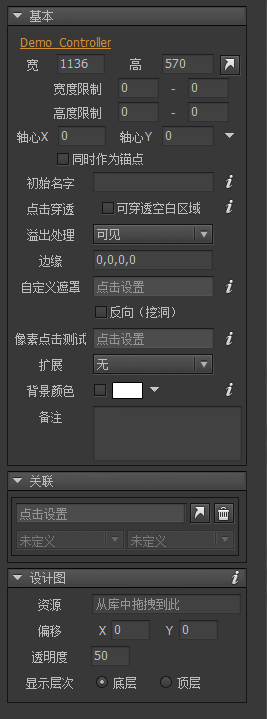 基本
Demo_Controller
宽 1136 高 570
宽度限制 0 - 0
高度限制 0 - 0
轴心X 0 轴心Y 0
同时作为锚点
初始名字
点击穿透 可穿透空白区域
溢出处理 可见
边缘 0,0,0,0
自定义遮罩 点击设置
反向（挖洞）
像素点击测试 点击设置
扩展 无
背景颜色
备注
关联
点击设置
未定义 未定义
设计图
资源 从库中拖拽到此
偏移 X 0 Y 0
透明度 50
显示层次 底层 顶层